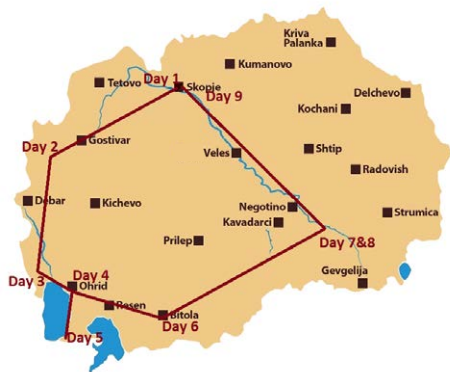 Kriva
Palanka
Kumanovo
Day 1
Skopje
Tetovo
Day 9
Delchevo
Kochani
Gostivar
Day 2
Veles
Shtip
Radovish
Debar
Kichevo
Negotino
Strumica
Kavadarci
Prilep
Day 7&8
Day 3
Day 4
Ohrid
Gevgelija
Resen
Bitola
Day 6
Day 5